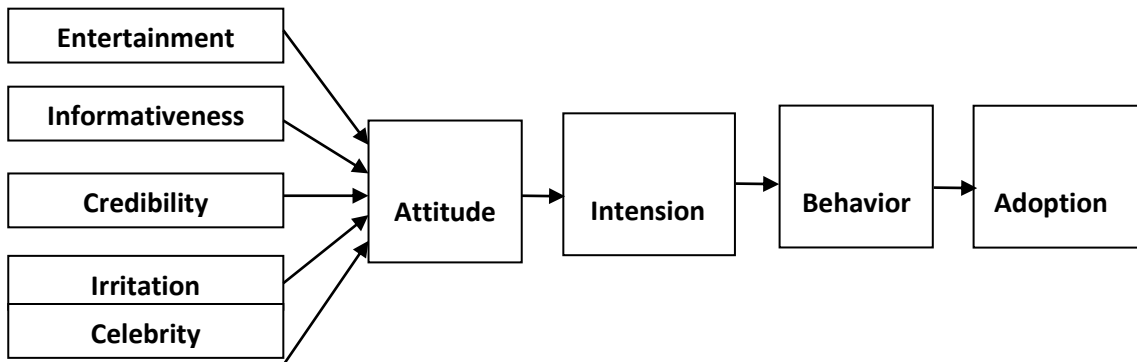 Entertainment
Informativeness
Credibility
Irritation
Celebrity
Attitude
Intension
Behavior
Adoption